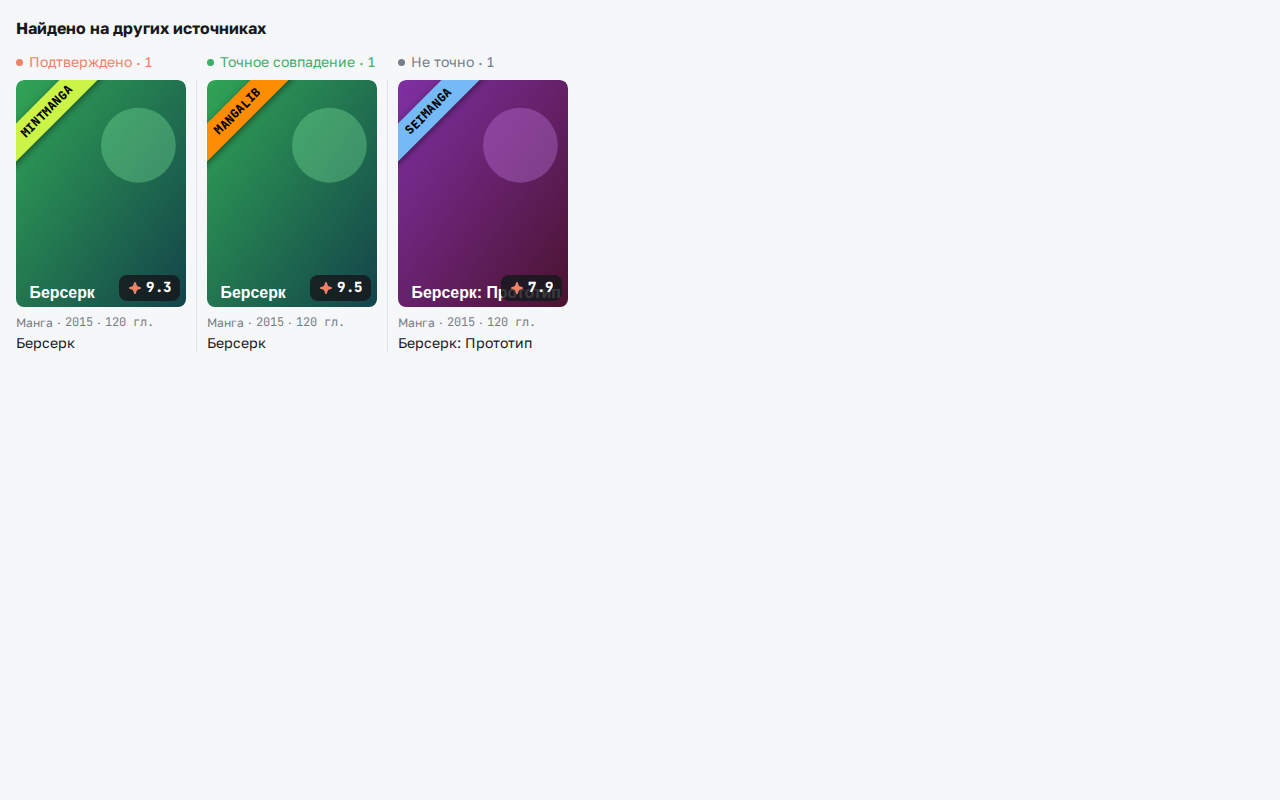 Найдено на других источниках
Подтверждено · 1
Точное совпадение · 1
Не точно · 1
MINTMANGA
MANGALIB
SEIMANGA
Берсерк
9.3
Берсерк
9.5
Берсерк: Прототип
7.9
Манга · 2015 · 120 гл.
Манга · 2015 · 120 гл.
Манга · 2015 · 120 гл.
Берсерк
Берсерк
Берсерк: Прототип